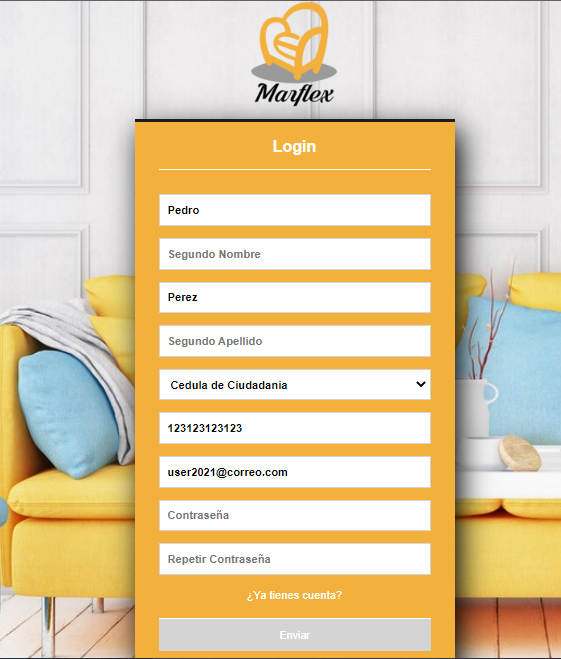 Marflex
Login
Pedro
Segundo Nombre
Perez
Segundo Apellido
Cedula de Ciudadania
123123123123
user2021@correo.com
Contraseña
Repetir Contraseña
¿Ya tienes cuenta?
Enviar